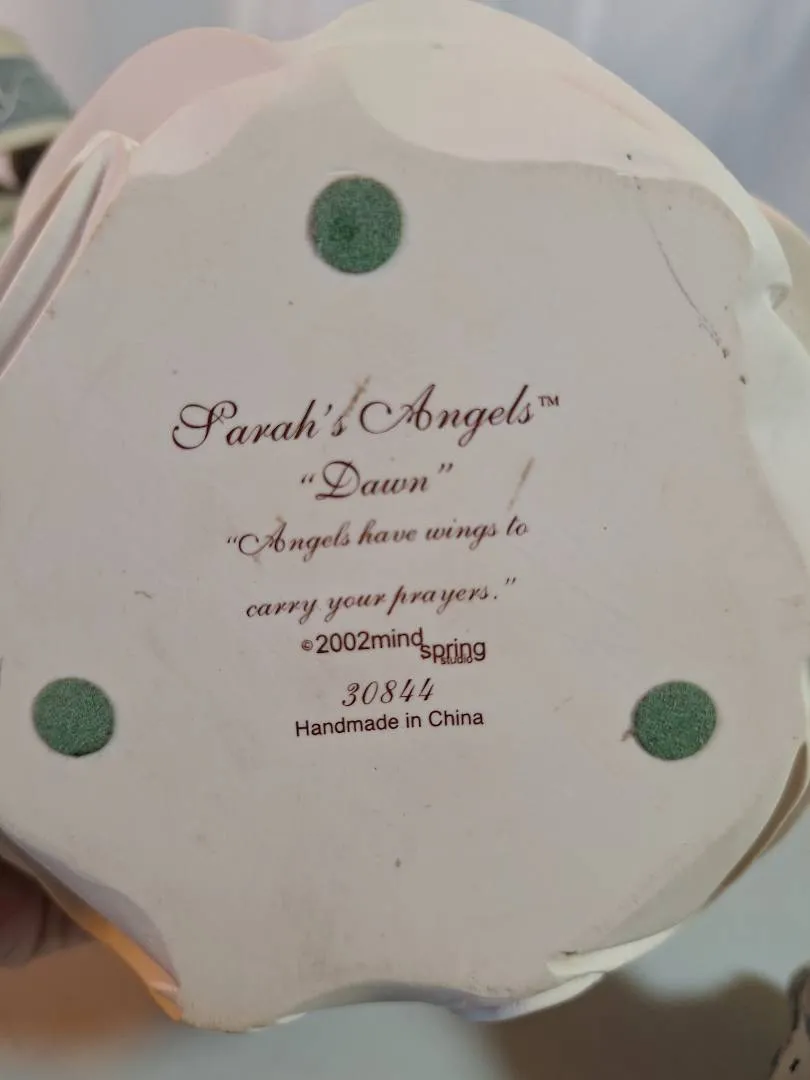 Sarah's Angels™
"Dawn"
"Angels have wings to
carry your prayers."
©2002mindspring
studio
30844
Handmade in China